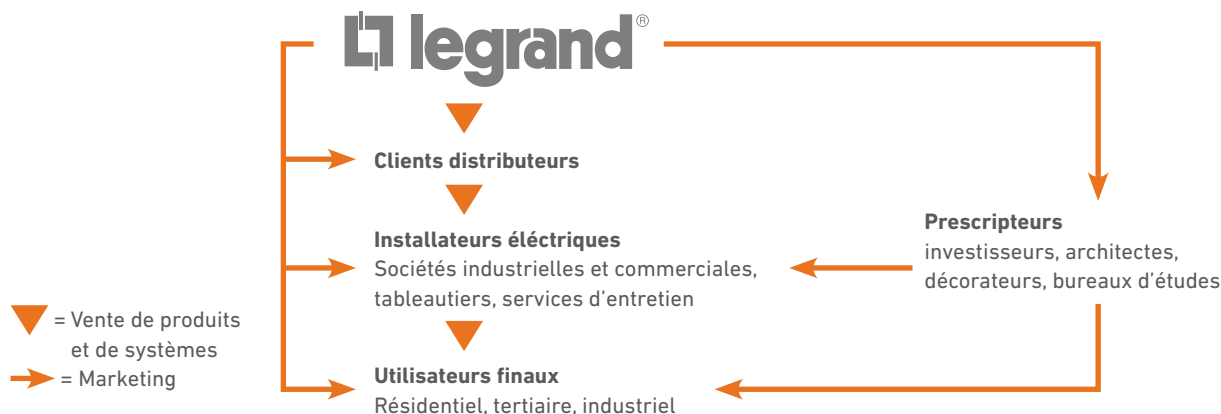 legrand®
Clients distributeurs
Installateurs éléctriques
Sociétés industrielles et commerciales,
tableautiers, services d'entretien
Prescripteurs
investisseurs, architectes,
décorateurs, bureaux d'études
= Vente de produits
et de systèmes
= Marketing
Utilisateurs finaux
Résidentiel, tertiaire, industriel